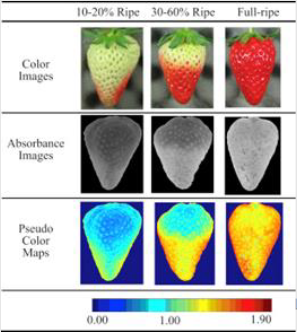 10-20% Ripe 30-60% Ripe Full-ripe
Color
Images
Absorbance
Images
Pseudo
Color
Maps
0.00 1.00 1.90